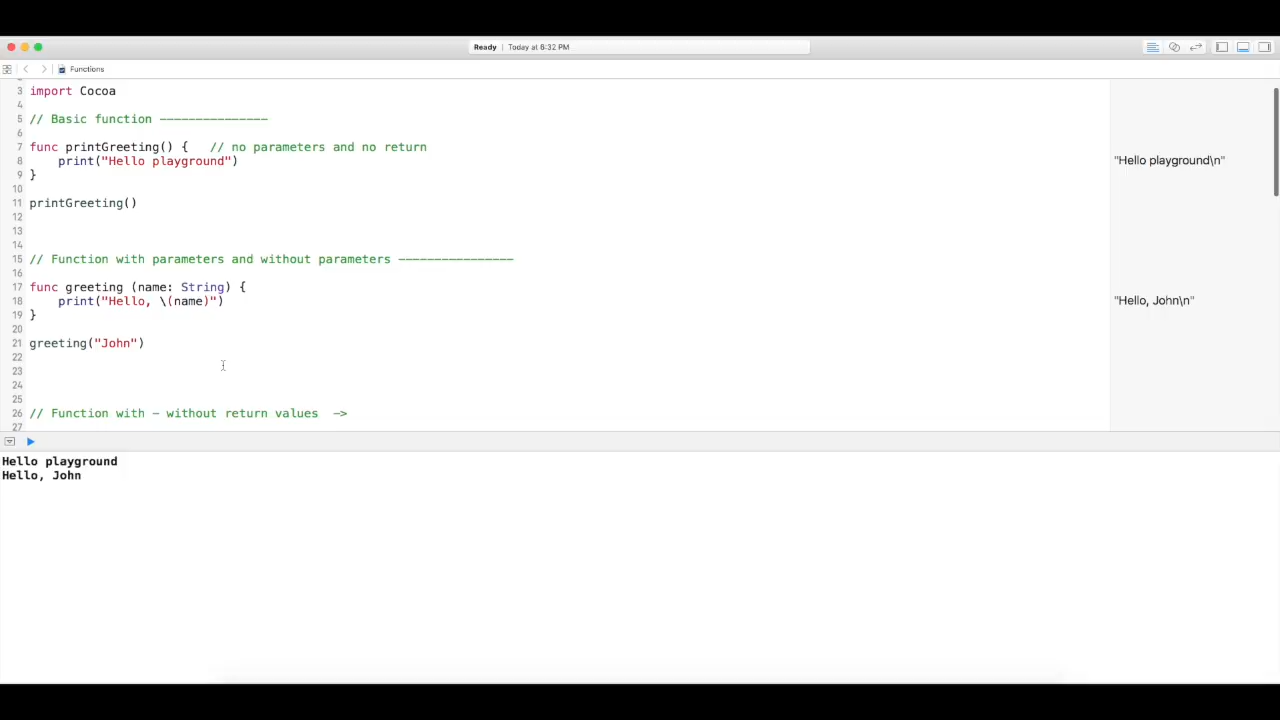 Ready | Today at 6:32 PM
Functions
3 import Cocoa
4
5 // Basic function ---------------
6
7 func printGreeting() { // no parameters and no return
8 print("Hello playground") "Hello playground\n"
9 }
10
11 printGreeting()
12
13
14
15 // Function with parameters and without parameters ----------------
16
17 func greeting (name: String) {
18 print("Hello, \(name)") "Hello, John\n"
19 }
20
21 greeting("John")
22
23
24
25
26 // Function with - without return values ->
27
Hello playground
Hello, John